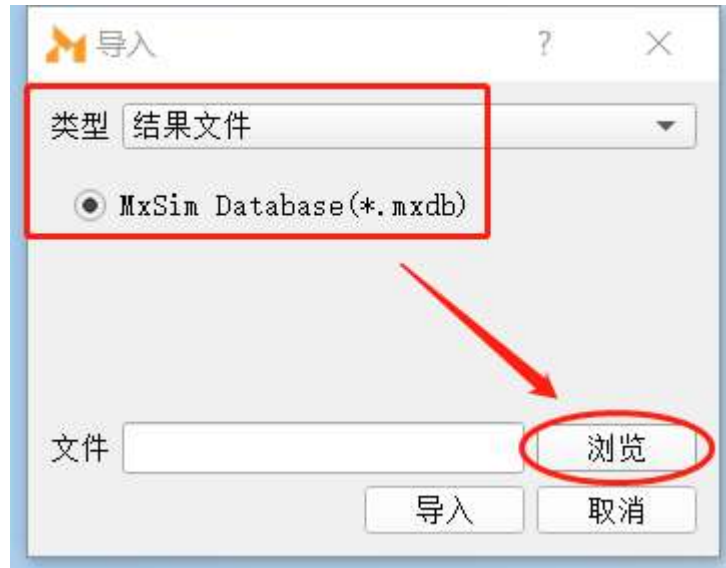 导入
类型 结果文件
MxSim Database(*.mxdb)
文件 浏览
导入 取消